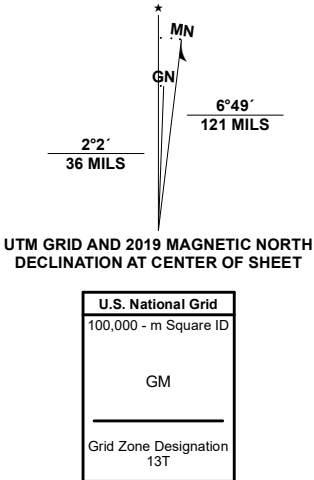 ★
MN
GN
6°49´
121 MILS
2°2´
36 MILS
UTM GRID AND 2019 MAGNETIC NORTH
DECLINATION AT CENTER OF SHEET
U.S. National Grid
100,000 - m Square ID
GM
Grid Zone Designation
13T